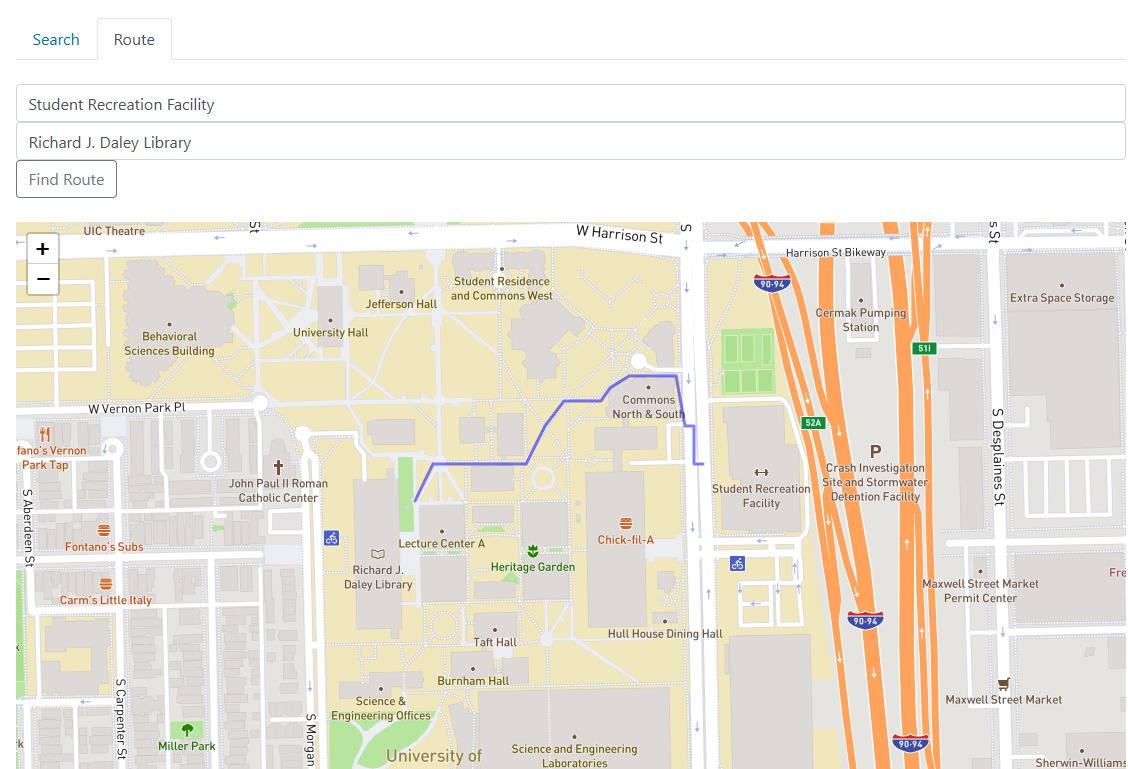 Search
Route
Student Recreation Facility
Richard J. Daley Library
Find Route
+
−
UIC Theatre
St
W Harrison St
S
Harrison St Bikeway
s St
90-94
Student Residence
and Commons West
Jefferson Hall
University Hall
Behavioral
Sciences Building
Cermak Pumping
Station
Extra Space Storage
51I
W Vernon Park Pl
Commons
North & South
52A
fano's Vernon
Park Tap
John Paul II Roman
Catholic Center
S Aberdeen St
Student Recreation
Facility
P
Crash Investigation
Site and Stormwater
Detention Facility
S Desplaines St
Fontano's Subs
Lecture Center A
Chick-fil-A
Heritage Garden
Richard J.
Daley Library
Carm's Little Italy
Maxwell Street Market
Permit Center
Fre
90-94
Taft Hall
Hull House Dining Hall
Burnham Hall
Science &
Engineering Offices
S Carpenter St
S Morgan
Maxwell Street Market
k
k
Miller Park
University of
Science and Engineering
Laboratories
90-94
Sherwin-Williams